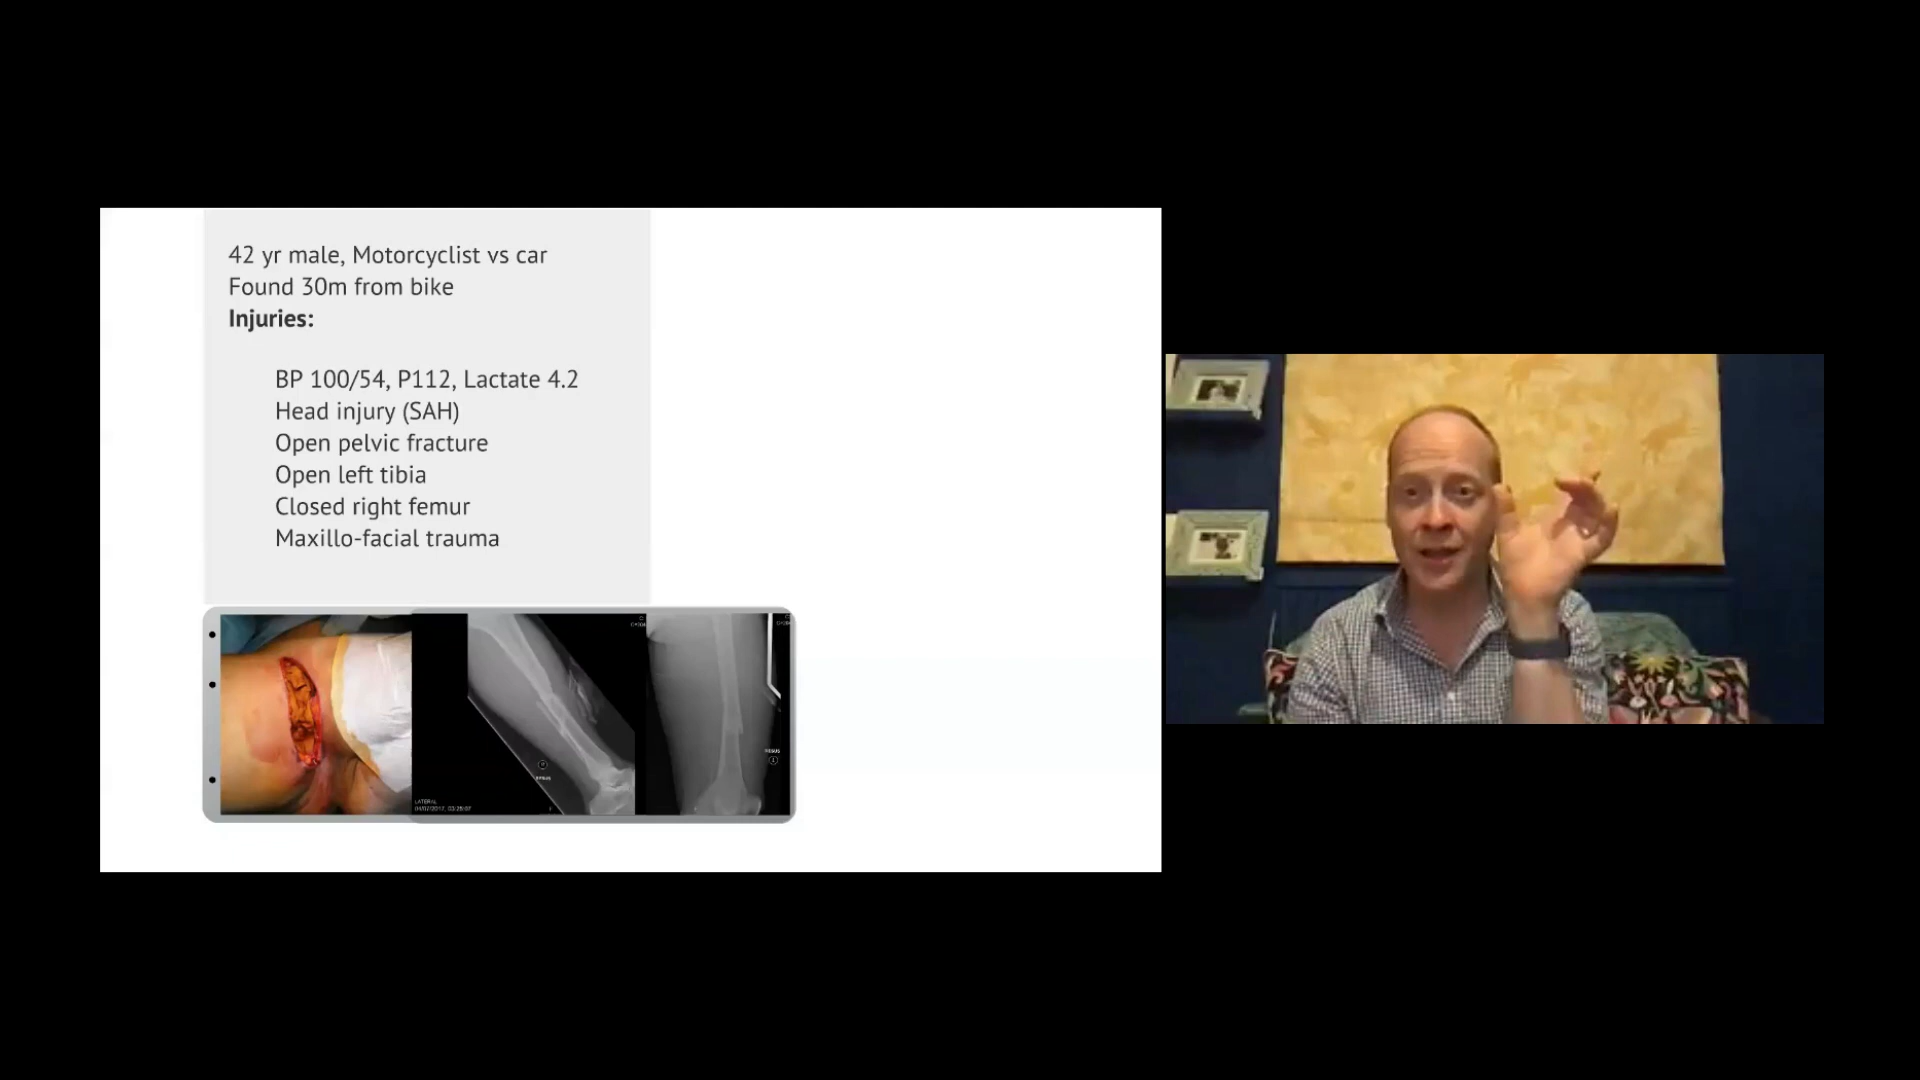 42 yr male, Motorcyclist vs car
Found 30m from bike
Injuries:
BP 100/54, P112, Lactate 4.2
Head injury (SAH)
Open pelvic fracture
Open left tibia
Closed right femur
Maxillo-facial trauma
LATERAL